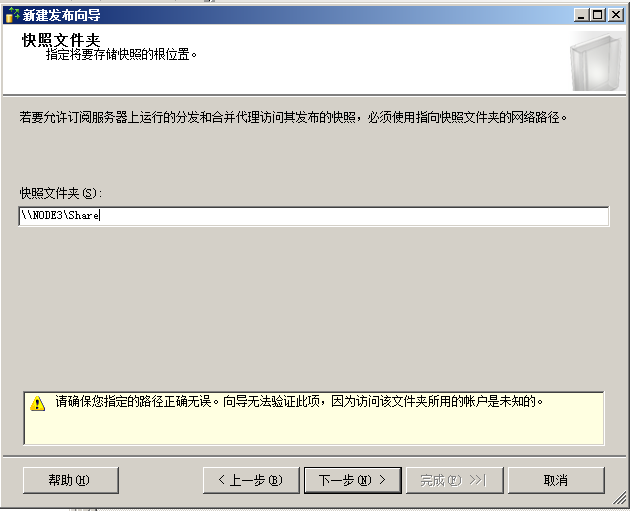 新建发布向导
快照文件夹
指定将要存储快照的根位置。
若要允许订阅服务器上运行的分发和合并代理访问其发布的快照，必须使用指向快照文件夹的网络路径。
快照文件夹(S):
\\NODE3\Share
请确保您指定的路径正确无误。向导无法验证此项，因为访问该文件夹所用的帐户是未知的。
帮助(H)
< 上一步(B)
下一步(N) >
完成(F) >>|
取消